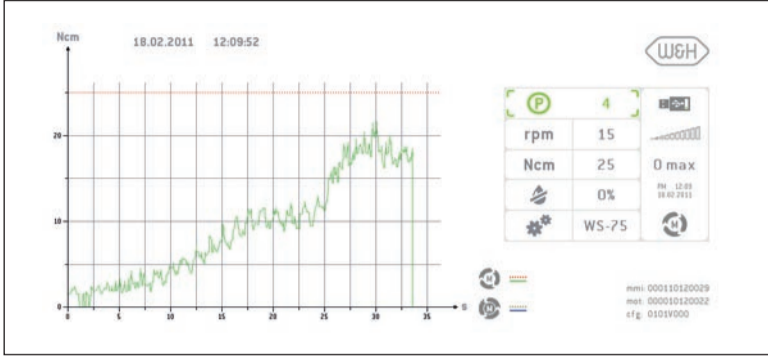 Ncm
18.02.2011 12:09:52
20
10
0
0 5 10 15 20 25 30 35 s
W&H
P 4
rpm 15
Ncm 25 0 max
PM 12:09
18.02.2011
0%
WS-75 M
M
M
mmi: 000110120029
mot: 000010120022
cfg: 0101V000